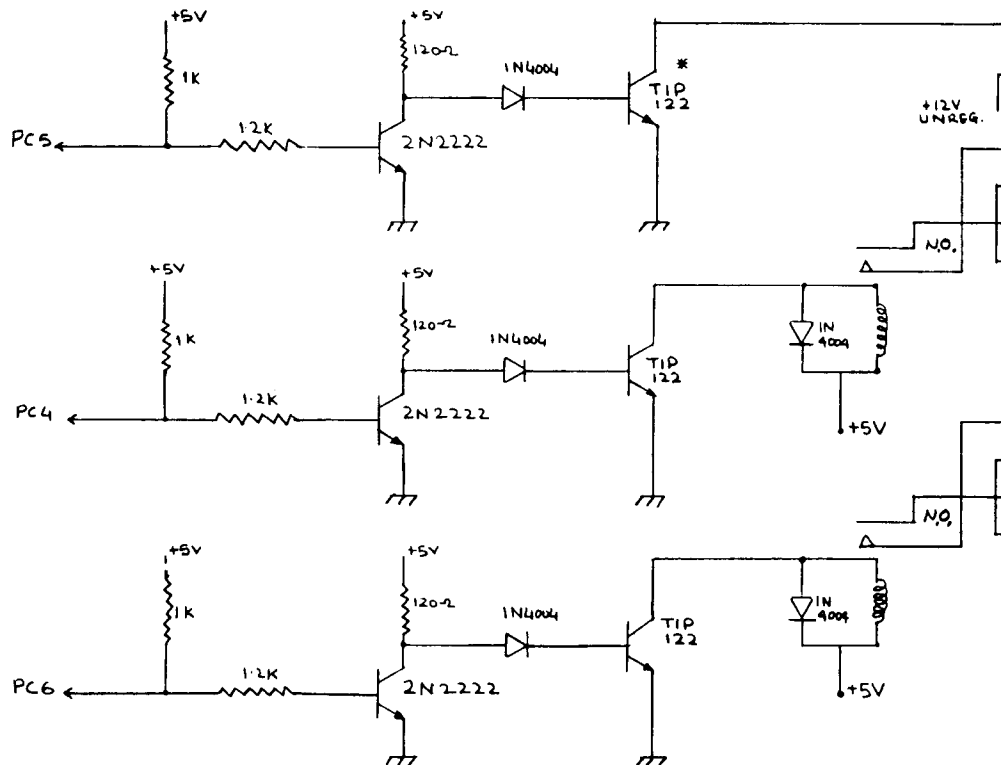 +5V
+5V
120Ω
1K
1N4004
*
TIP
122
+12V
UNREG.
1.2K
PC5
2N2222
N.O.
+5V
+5V
120Ω
1K
1N4004
TIP
122
1N
4004
1.2K
PC4
2N2222
+5V
N.O.
+5V
+5V
120Ω
1K
1N4004
TIP
122
1N
4004
1.2K
PC6
2N2222
+5V